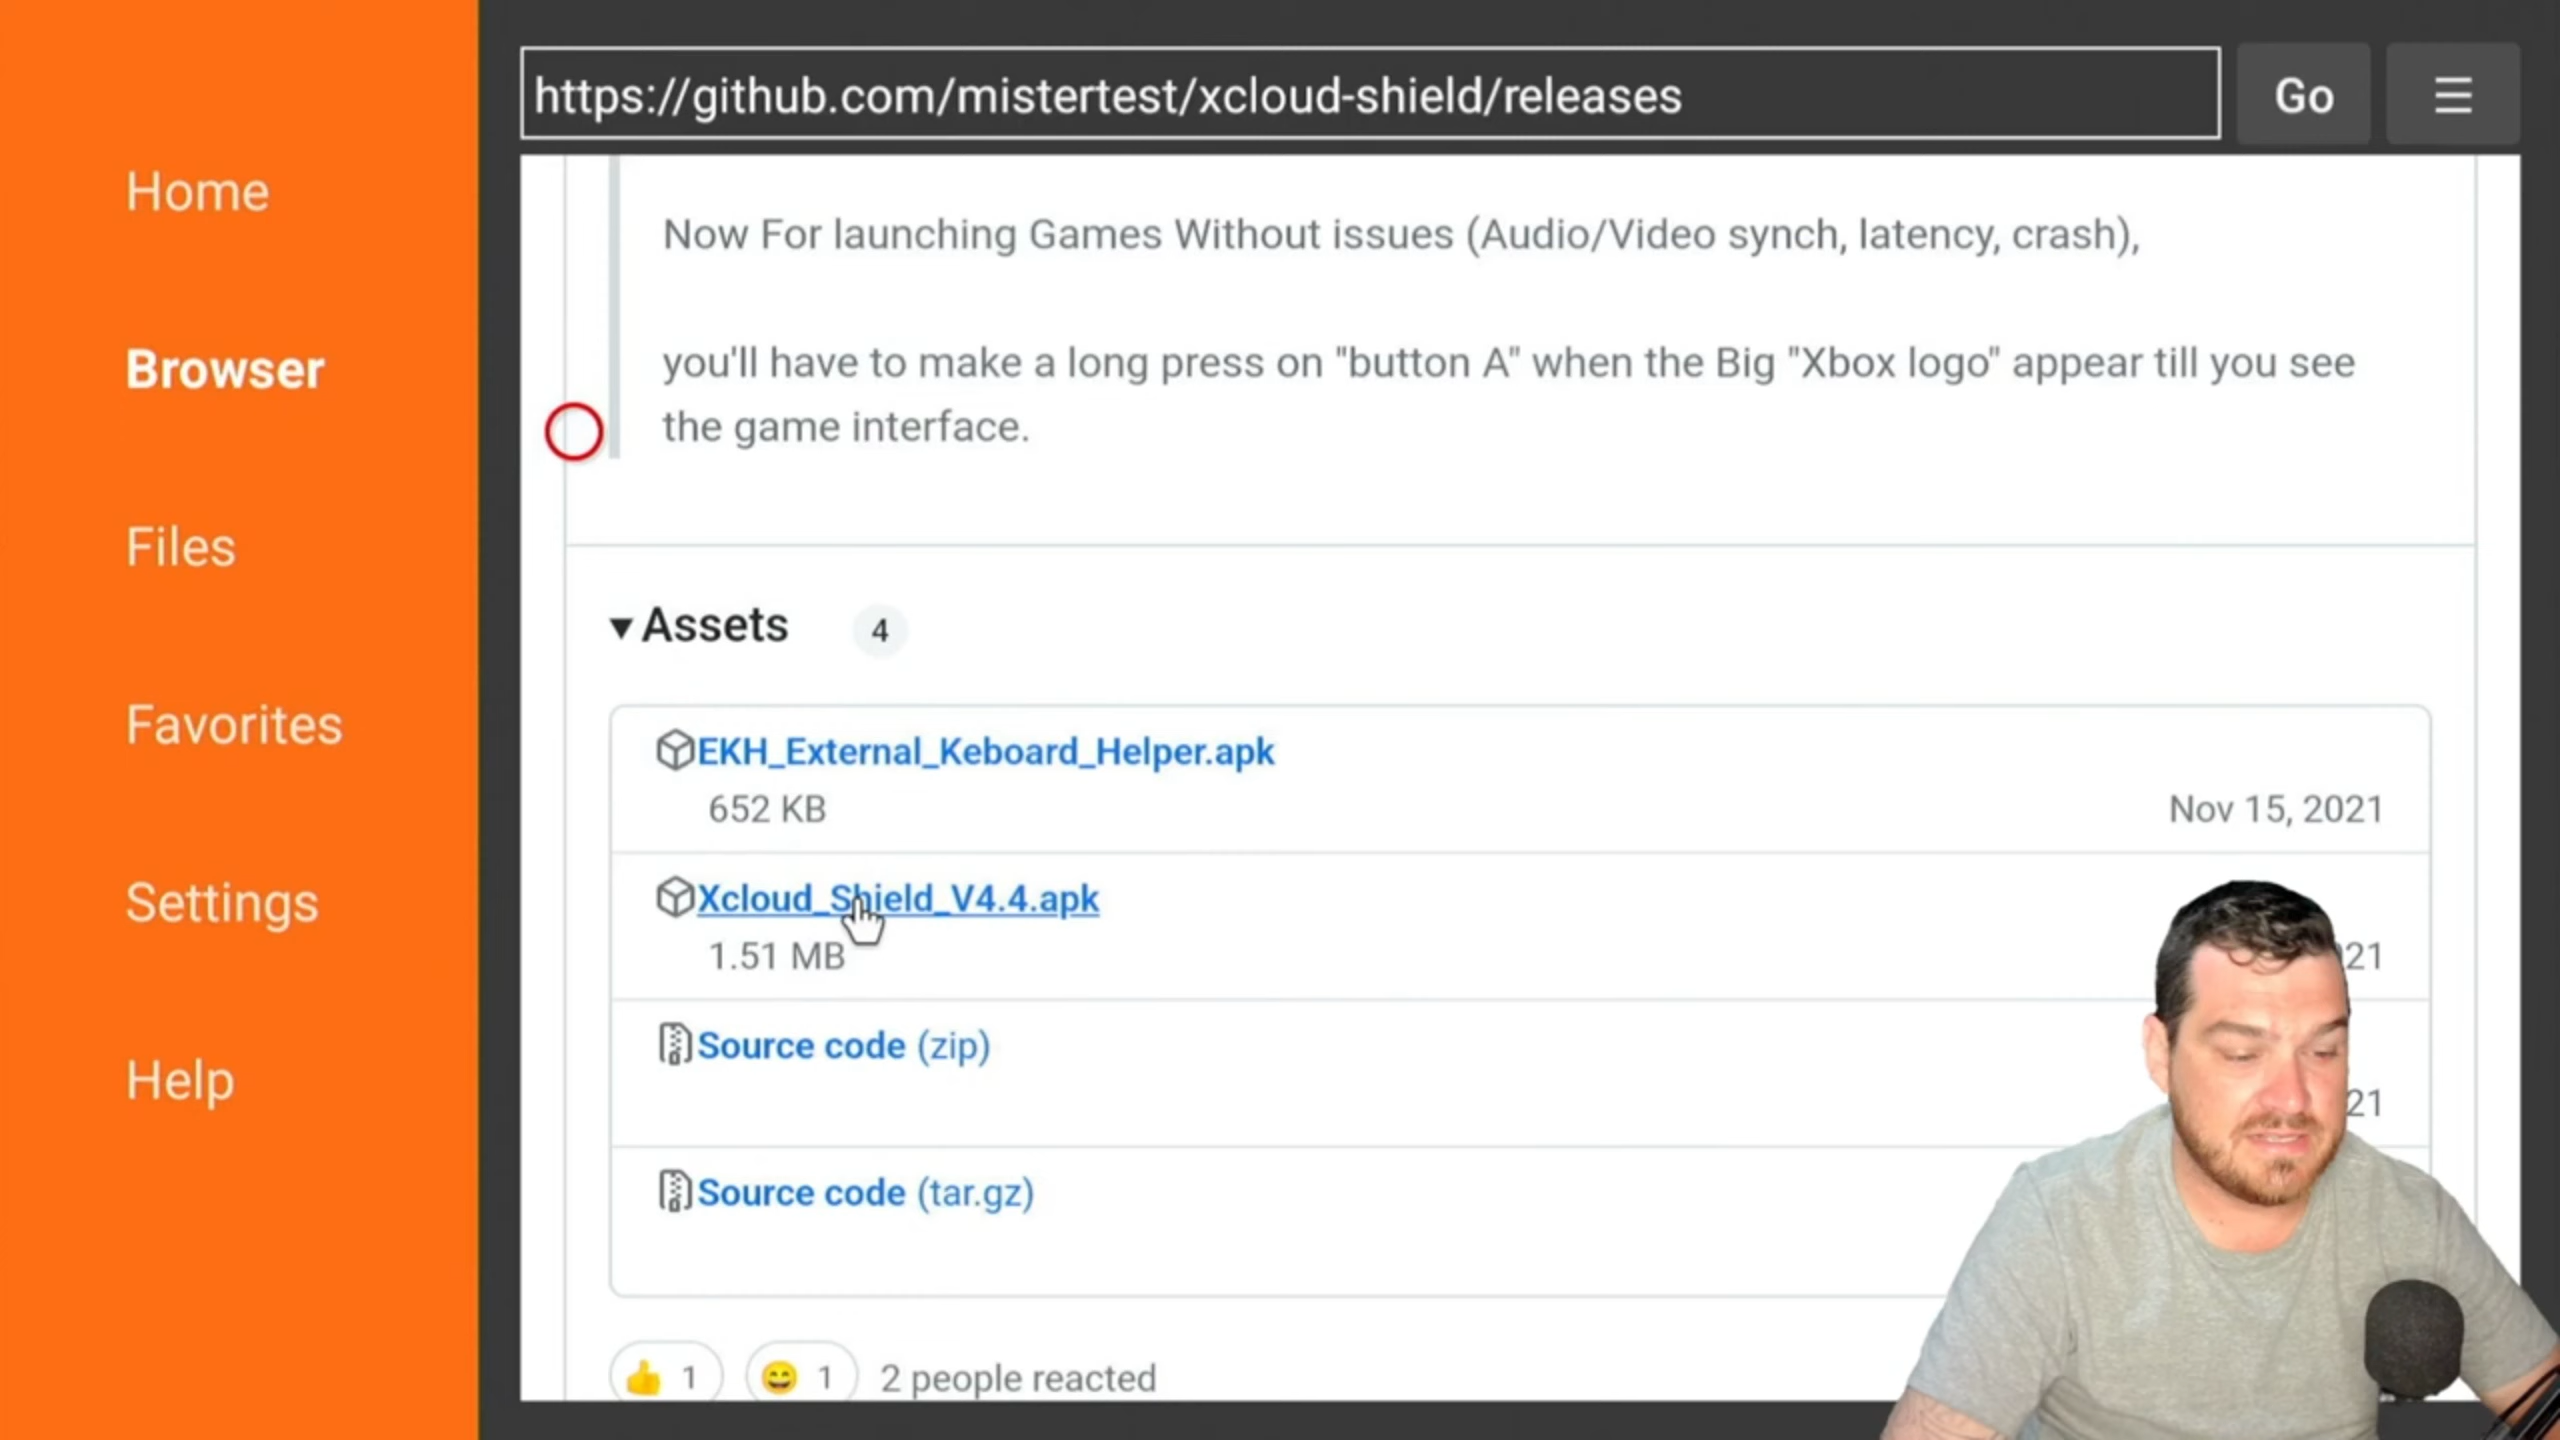 https://github.com/mistertest/xcloud-shield/releases
Go
Home
Browser
Files
Favorites
Settings
Help
Now For launching Games Without issues (Audio/Video synch, latency, crash),
you'll have to make a long press on "button A" when the Big "Xbox logo" appear till you see
the game interface.
Assets 4
EKH_External_Keboard_Helper.apk
652 KB Nov 15, 2021
Xcloud_Shield_V4.4.apk
1.51 MB 21
Source code (zip)
21
Source code (tar.gz)
1 1 2 people reacted